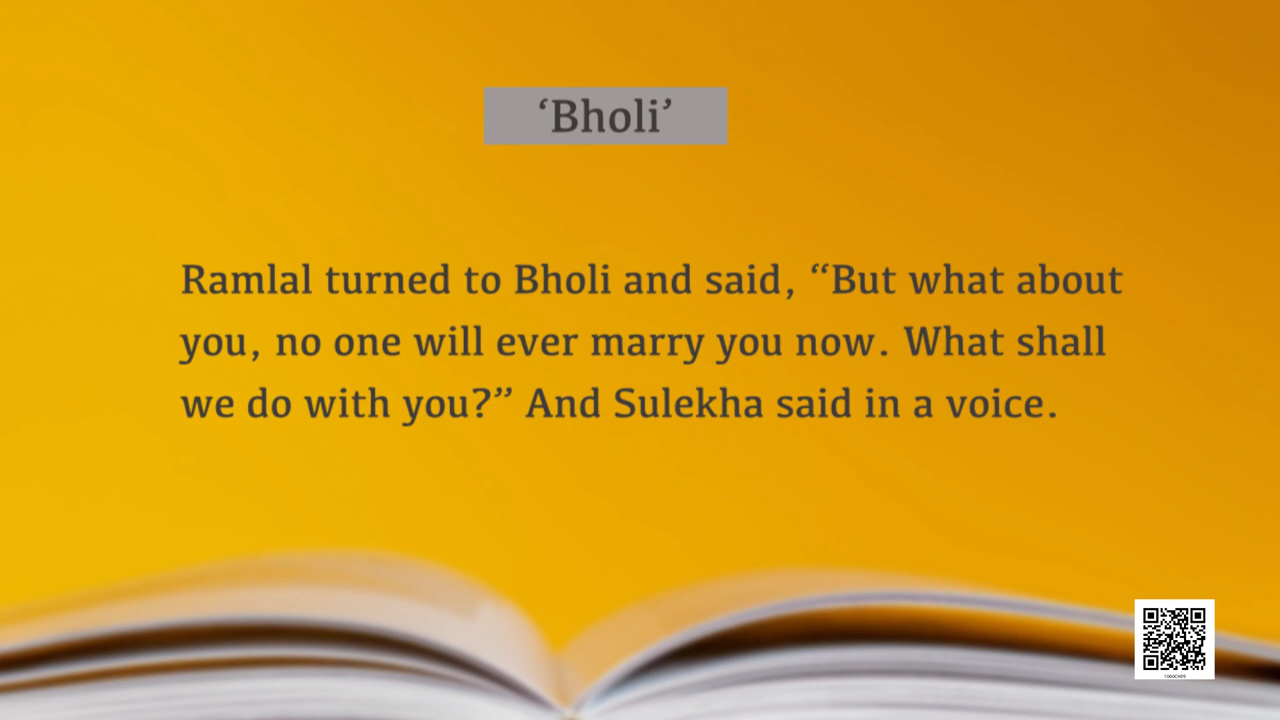 ‘Bholi’
Ramlal turned to Bholi and said, “But what about
you, no one will ever marry you now. What shall
we do with you?” And Sulekha said in a voice.